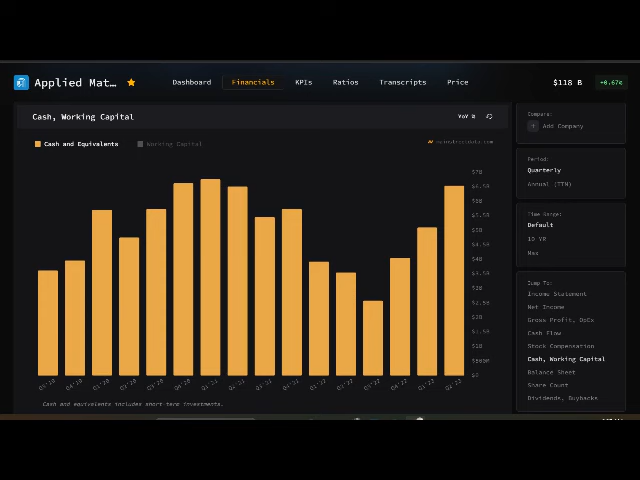 Applied Mat… Dashboard Financials KPIs Ratios Transcripts Price $118 B +0.67%
Cash, Working Capital YoY %
Cash and Equivalents Working Capital
$7B
$6.5B
$6B
$5.5B
$5B
$4.5B
$4B
$3.5B
$3B
$2.5B
$2B
$1.5B
$1B
$500M
$0
Cash and equivalents includes short-term investments.
Compare:
+ Add Company
Period:
Quarterly
Annual (TTM)
Time Range:
Default
10 YR
Max
Jump To:
Income Statement
Net Income
Gross Profit, OpEx
Cash Flow
Stock Compensation
Cash, Working Capital
Balance Sheet
Share Count
Dividends, Buybacks